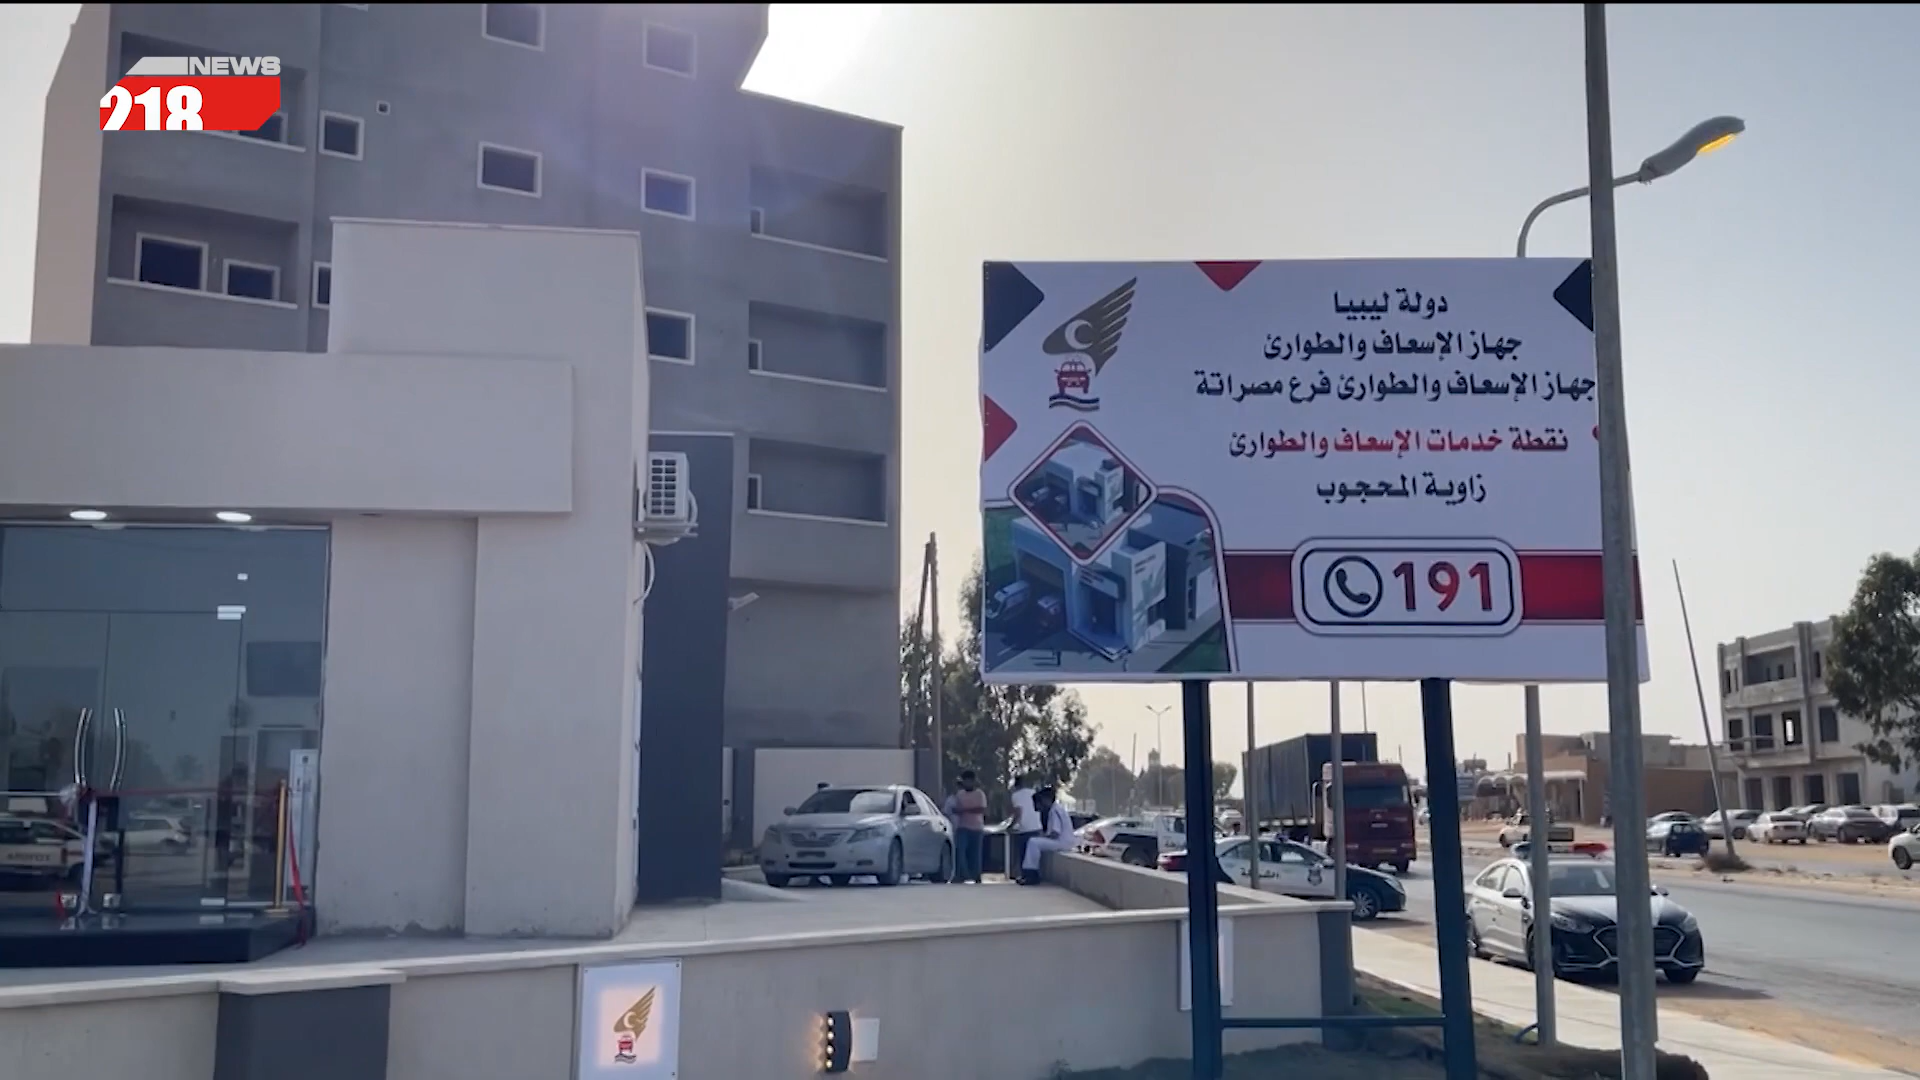 NEWS
218
دولة ليبيا
جهاز الإسعاف والطوارئ
جهاز الإسعاف والطوارئ فرع مصراتة
نقطة خدمات الإسعاف والطوارئ
زاوية المحجوب
191